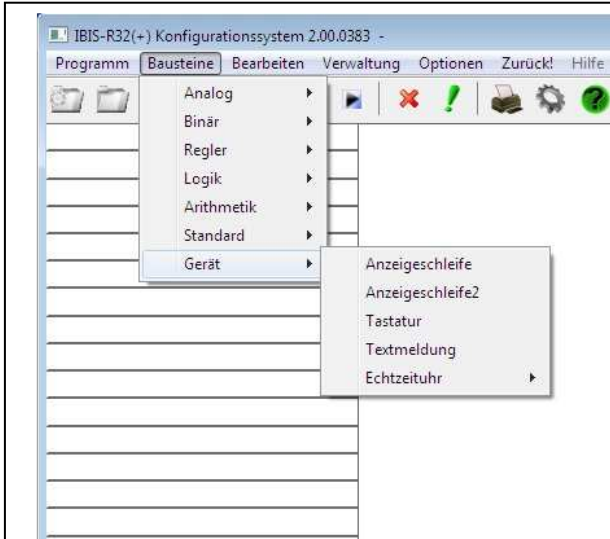 IBIS-R32(+) Konfigurationssystem 2.00.0383 -
Programm Bausteine Bearbeiten Verwaltung Optionen Zurück! Hilfe
Analog
Binär
Regler
Logik
Arithmetik
Standard
Gerät
Anzeigeschleife
Anzeigeschleife2
Tastatur
Textmeldung
Echtzeituhr